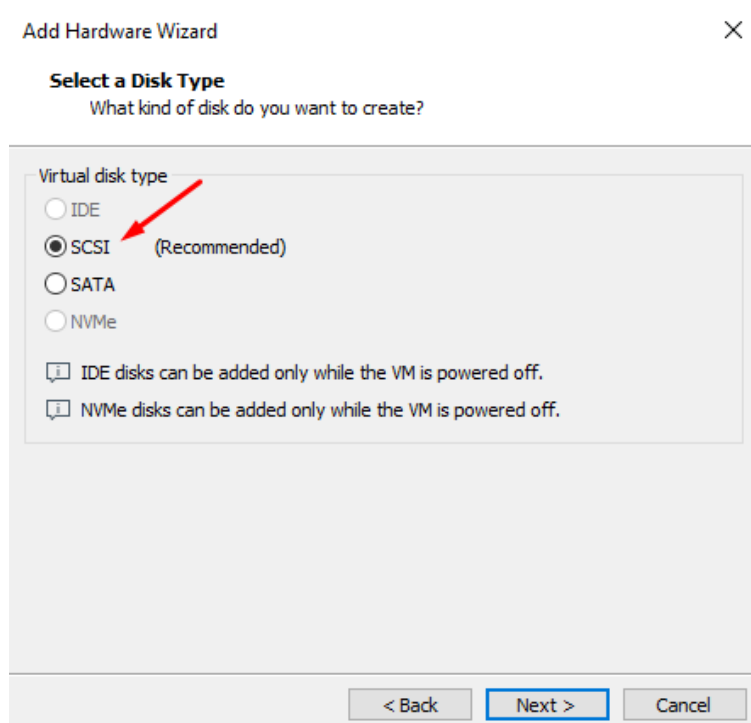 Add Hardware Wizard
Select a Disk Type
What kind of disk do you want to create?
Virtual disk type
IDE
SCSI (Recommended)
SATA
NVMe
IDE disks can be added only while the VM is powered off.
NVMe disks can be added only while the VM is powered off.
< Back Next > Cancel